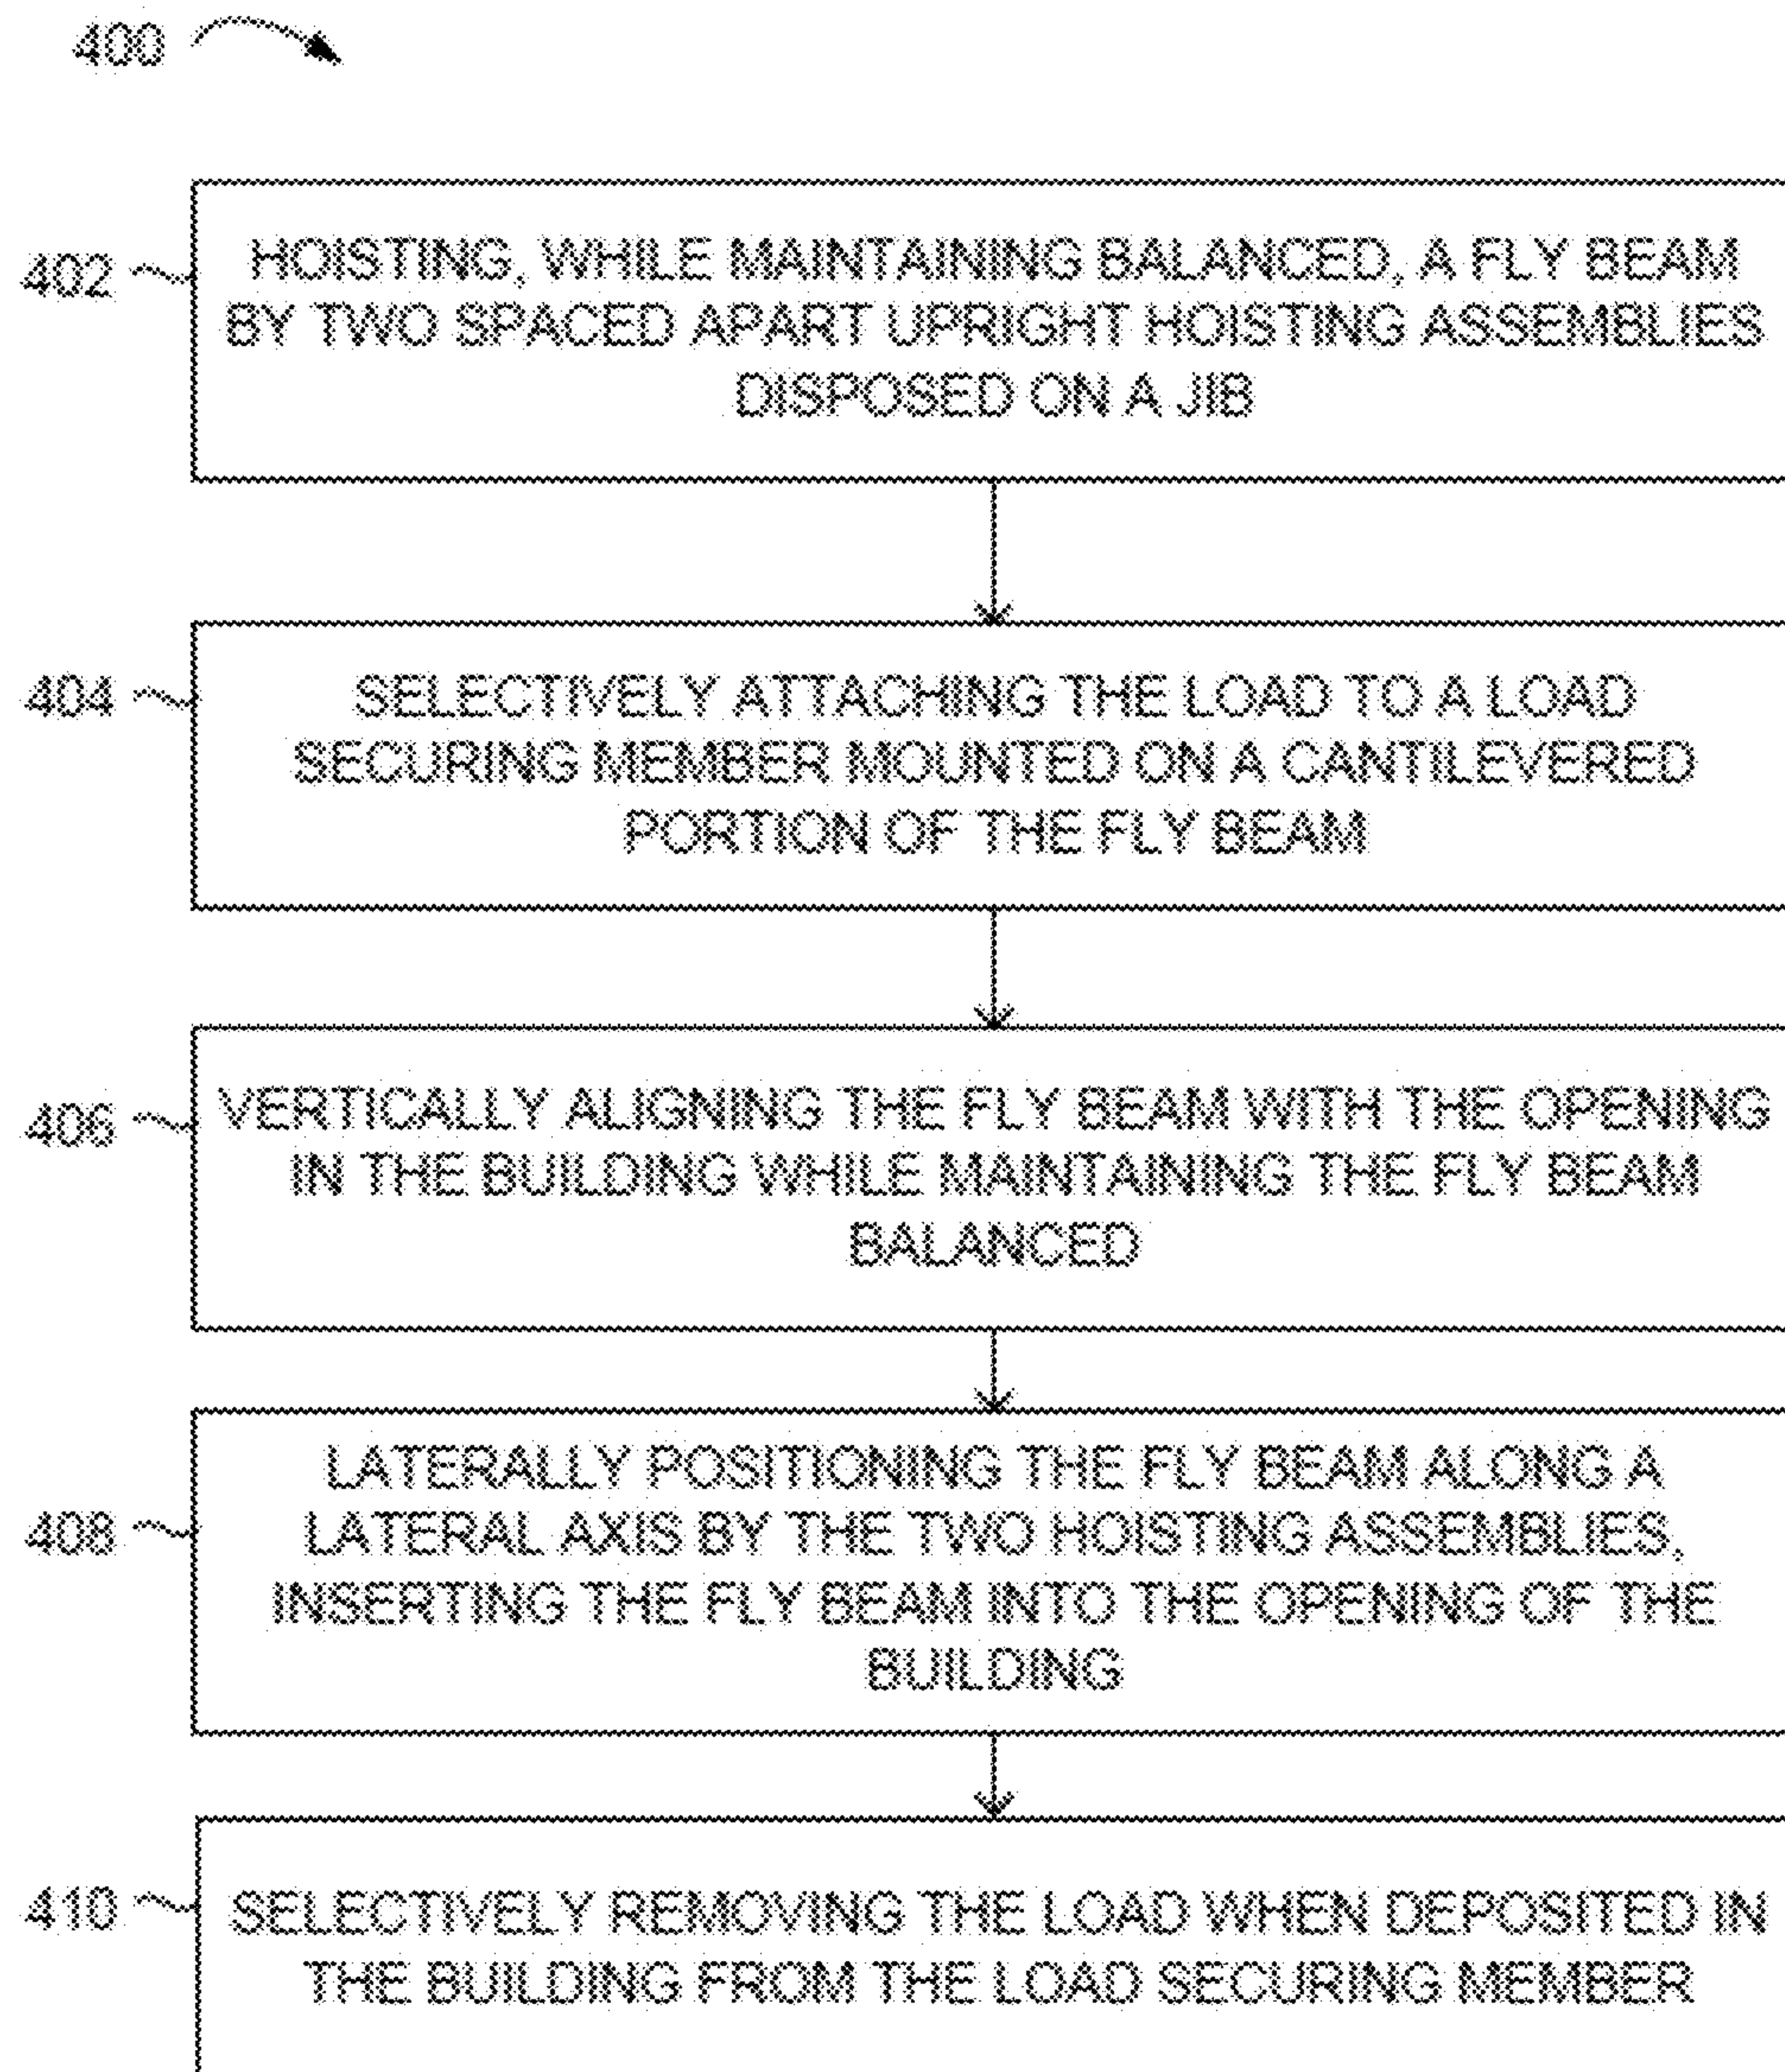 400
402
HOISTING, WHILE MAINTAINING BALANCED, A FLY BEAM
BY TWO SPACED APART UPRIGHT HOISTING ASSEMBLIES
DISPOSED ON A JIB
404
SELECTIVELY ATTACHING THE LOAD TO A LOAD
SECURING MEMBER MOUNTED ON A CANTILEVERED
PORTION OF THE FLY BEAM
406
VERTICALLY ALIGNING THE FLY BEAM WITH THE OPENING
IN THE BUILDING WHILE MAINTAINING THE FLY BEAM
BALANCED
408
LATERALLY POSITIONING THE FLY BEAM ALONG A
LATERAL AXIS BY THE TWO HOISTING ASSEMBLIES,
INSERTING THE FLY BEAM INTO THE OPENING OF THE
BUILDING
410
SELECTIVELY REMOVING THE LOAD WHEN DEPOSITED IN
THE BUILDING FROM THE LOAD SECURING MEMBER